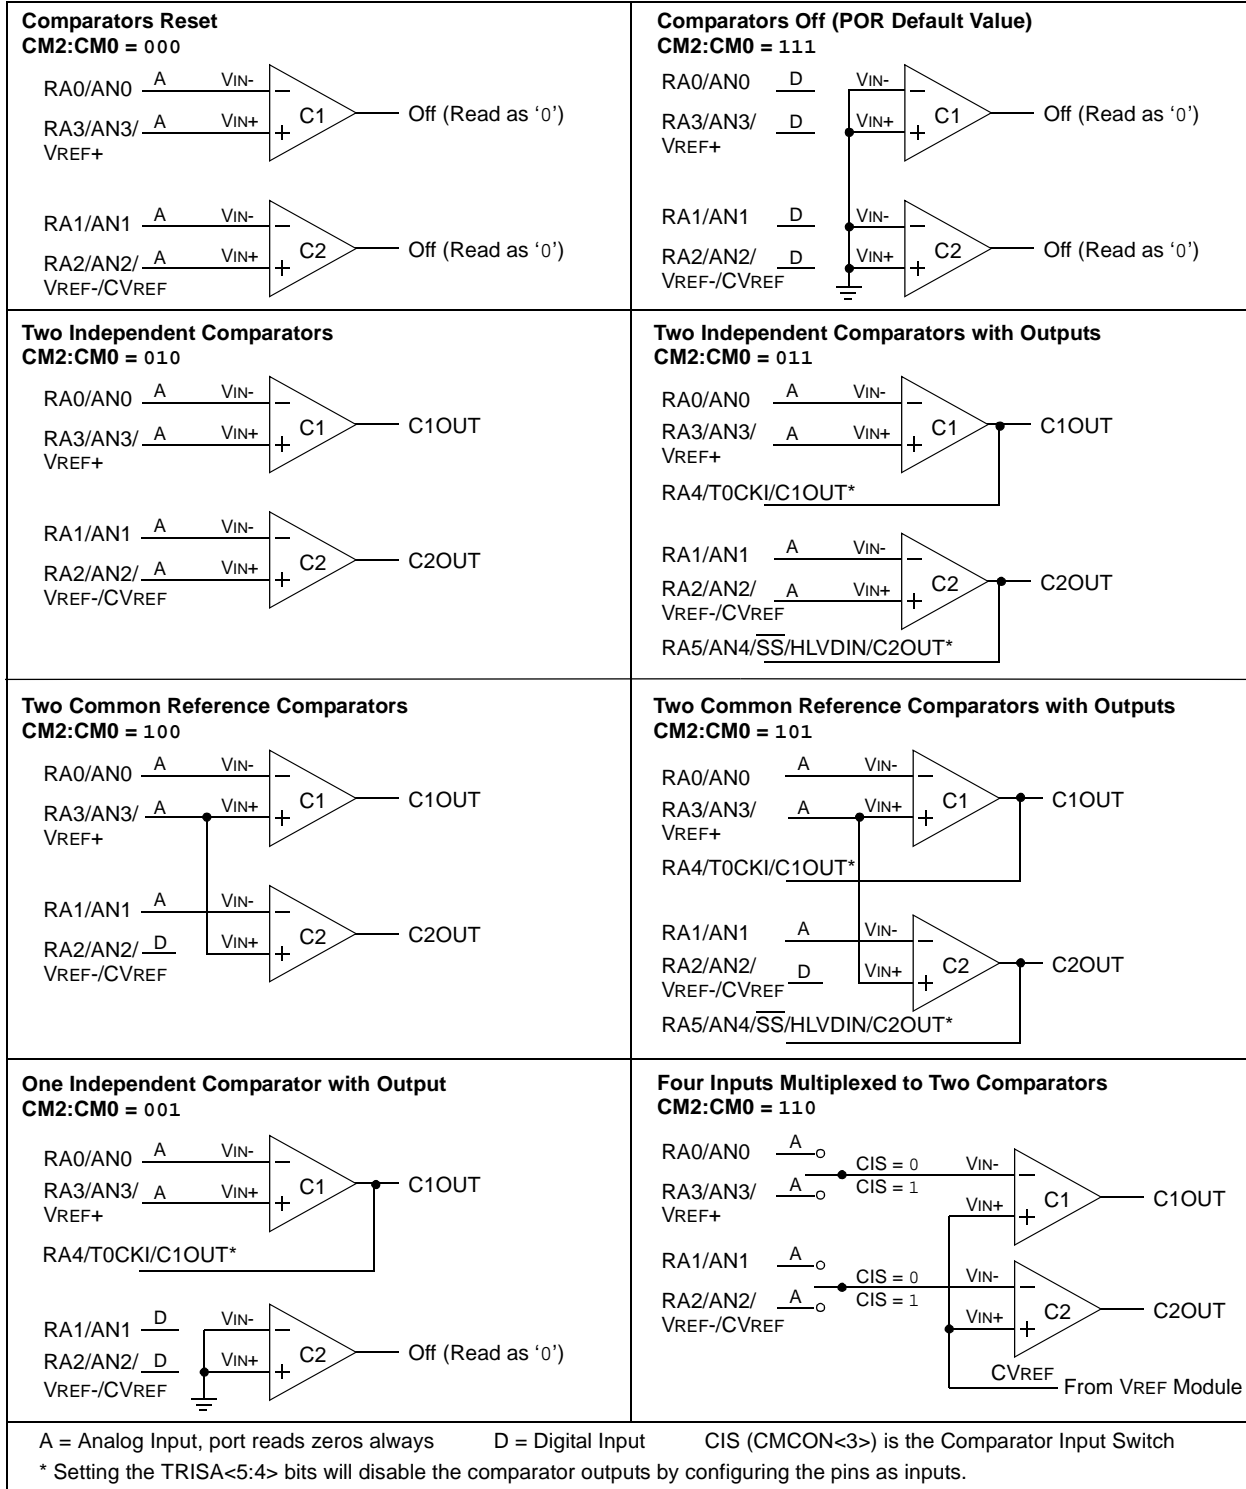 Comparators Reset
CM2:CM0 = 000
RA0/AN0 A VIN-
C1 Off (Read as ‘0’)
RA3/AN3/ A VIN+
VREF+
RA1/AN1 A VIN-
C2 Off (Read as ‘0’)
RA2/AN2/ A VIN+
VREF-/CVREF
Comparators Off (POR Default Value)
CM2:CM0 = 111
RA0/AN0 D VIN-
C1 Off (Read as ‘0’)
RA3/AN3/ D VIN+
VREF+
RA1/AN1 D VIN-
C2 Off (Read as ‘0’)
RA2/AN2/ D VIN+
VREF-/CVREF
Two Independent Comparators
CM2:CM0 = 010
RA0/AN0 A VIN-
C1 C1OUT
RA3/AN3/ A VIN+
VREF+
RA1/AN1 A VIN-
C2 C2OUT
RA2/AN2/ A VIN+
VREF-/CVREF
Two Independent Comparators with Outputs
CM2:CM0 = 011
RA0/AN0 A VIN-
C1 C1OUT
RA3/AN3/ A VIN+
VREF+
RA4/T0CKI/C1OUT*
RA1/AN1 A VIN-
C2 C2OUT
RA2/AN2/ A VIN+
VREF-/CVREF
RA5/AN4/SS/HLVDIN/C2OUT*
Two Common Reference Comparators
CM2:CM0 = 100
RA0/AN0 A VIN-
C1 C1OUT
RA3/AN3/ A VIN+
VREF+
RA1/AN1 A VIN-
C2 C2OUT
RA2/AN2/ D VIN+
VREF-/CVREF
Two Common Reference Comparators with Outputs
CM2:CM0 = 101
RA0/AN0 A VIN-
C1 C1OUT
RA3/AN3/ A VIN+
VREF+
RA4/T0CKI/C1OUT*
RA1/AN1 A VIN-
C2 C2OUT
RA2/AN2/ D VIN+
VREF-/CVREF
RA5/AN4/SS/HLVDIN/C2OUT*
One Independent Comparator with Output
CM2:CM0 = 001
RA0/AN0 A VIN-
C1 C1OUT
RA3/AN3/ A VIN+
VREF+
RA4/T0CKI/C1OUT*
RA1/AN1 D VIN-
C2 Off (Read as ‘0’)
RA2/AN2/ D VIN+
VREF-/CVREF
Four Inputs Multiplexed to Two Comparators
CM2:CM0 = 110
RA0/AN0 A
CIS = 0 VIN-
RA3/AN3/ A CIS = 1
C1 C1OUT
VREF+ VIN+
RA1/AN1 A
CIS = 0 VIN-
RA2/AN2/ A CIS = 1
C2 C2OUT
VREF-/CVREF VIN+
CVREF
From VREF Module
A = Analog Input, port reads zeros always D = Digital Input CIS (CMCON<3>) is the Comparator Input Switch
* Setting the TRISA<5:4> bits will disable the comparator outputs by configuring the pins as inputs.